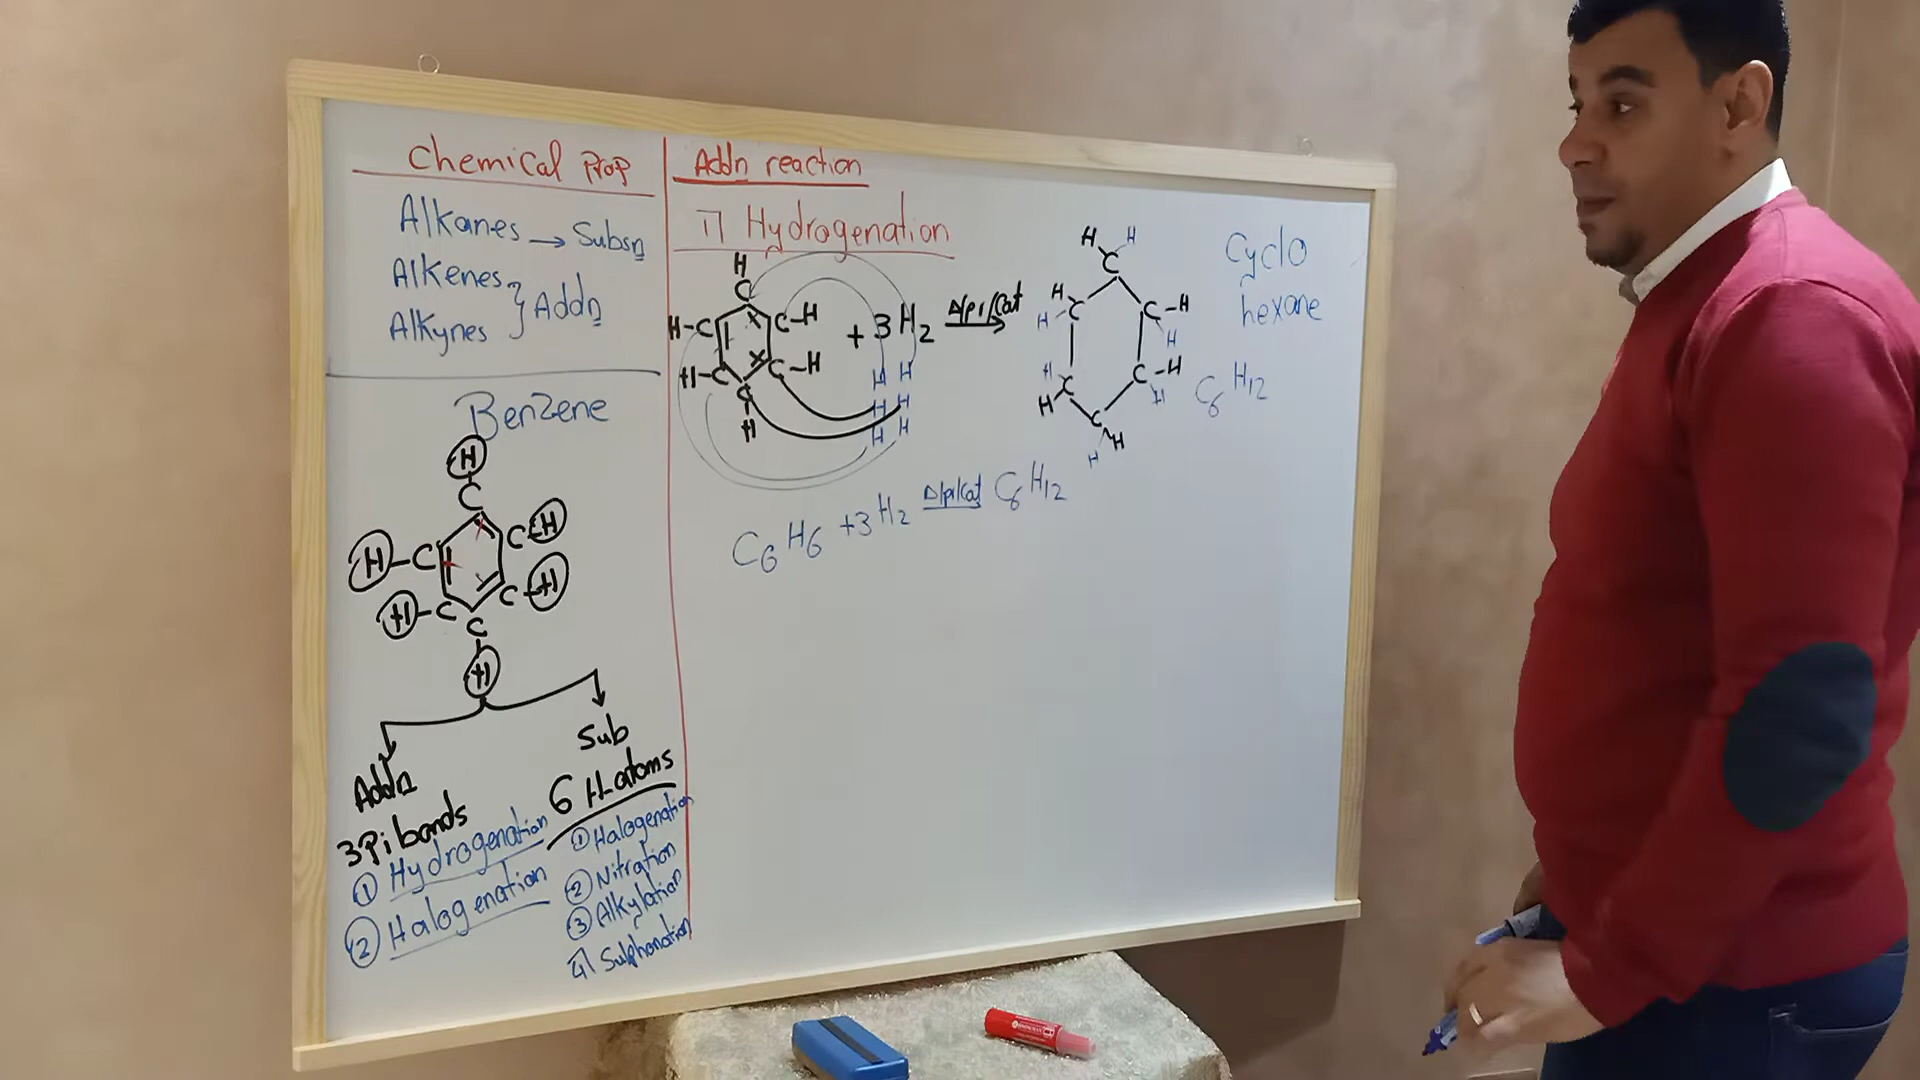 Chemical Prop
Alkanes → Subsn
Alkenes } Addn
Alkynes
Benzene
H
C
H-C C-H
H-C C-H
C
H
Addn
3 Pi bonds
① Hydrogenation
② Halogenation
Sub
6 H-atoms
① Halogenation
② Nitration
③ Alkylation
4 Sulphonation
Addn reaction
1 Hydrogenation
H
C
H-C C-H + 3H2 Δ/pr/Cat
H-C C-H
C
H
H H
H H
H H
H H
C
H C C-H
H H
H C C-H
H H
C
H H
Cyclo
hexane
C6H12
C6H6 + 3H2 Δ/pr/Cat C6H12